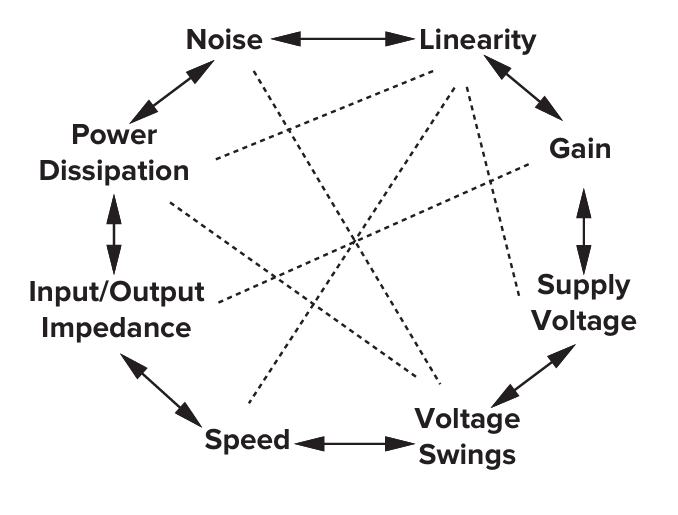 Noise
Linearity
Power
Dissipation
Gain
Input/Output
Impedance
Supply
Voltage
Speed
Voltage
Swings